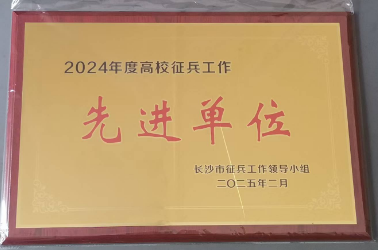 2024年度高校征兵工作
先进单位
长沙市征兵工作领导小组
二〇二五年二月